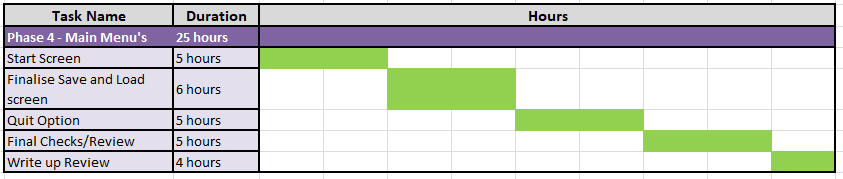 Task Name Duration Hours
Phase 4 - Main Menu's 25 hours
Start Screen 5 hours
Finalise Save and Load
screen 6 hours
Quit Option 5 hours
Final Checks/Review 5 hours
Write up Review 4 hours